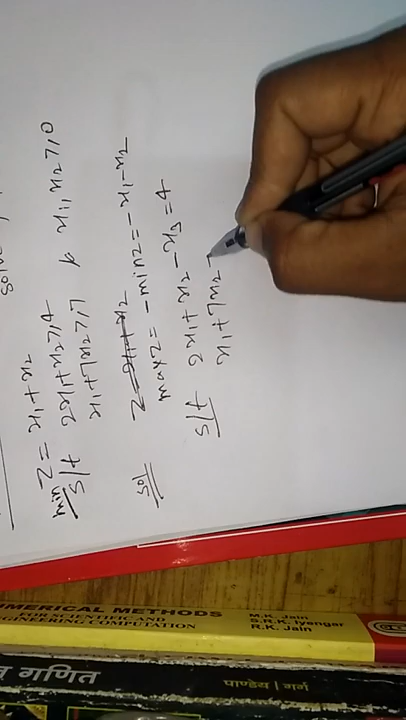 min Z = x1 + x2
s/t 2x1 + x2 ≥ 4
x1 + 7x2 ≥ 7 & x1, x2 ≥ 0
sol
max Z = - min Z = -x1 - x2
s/t 2x1 + x2 - x3 = 4
x1 + 7x2 -
NUMERICAL METHODS
FOR SCIENTIFIC AND
ENGINEERING COMPUTATION
M.K. Jain
S.R.K. Iyengar
R.K. Jain
गणित
पाण्डेय | गर्ग